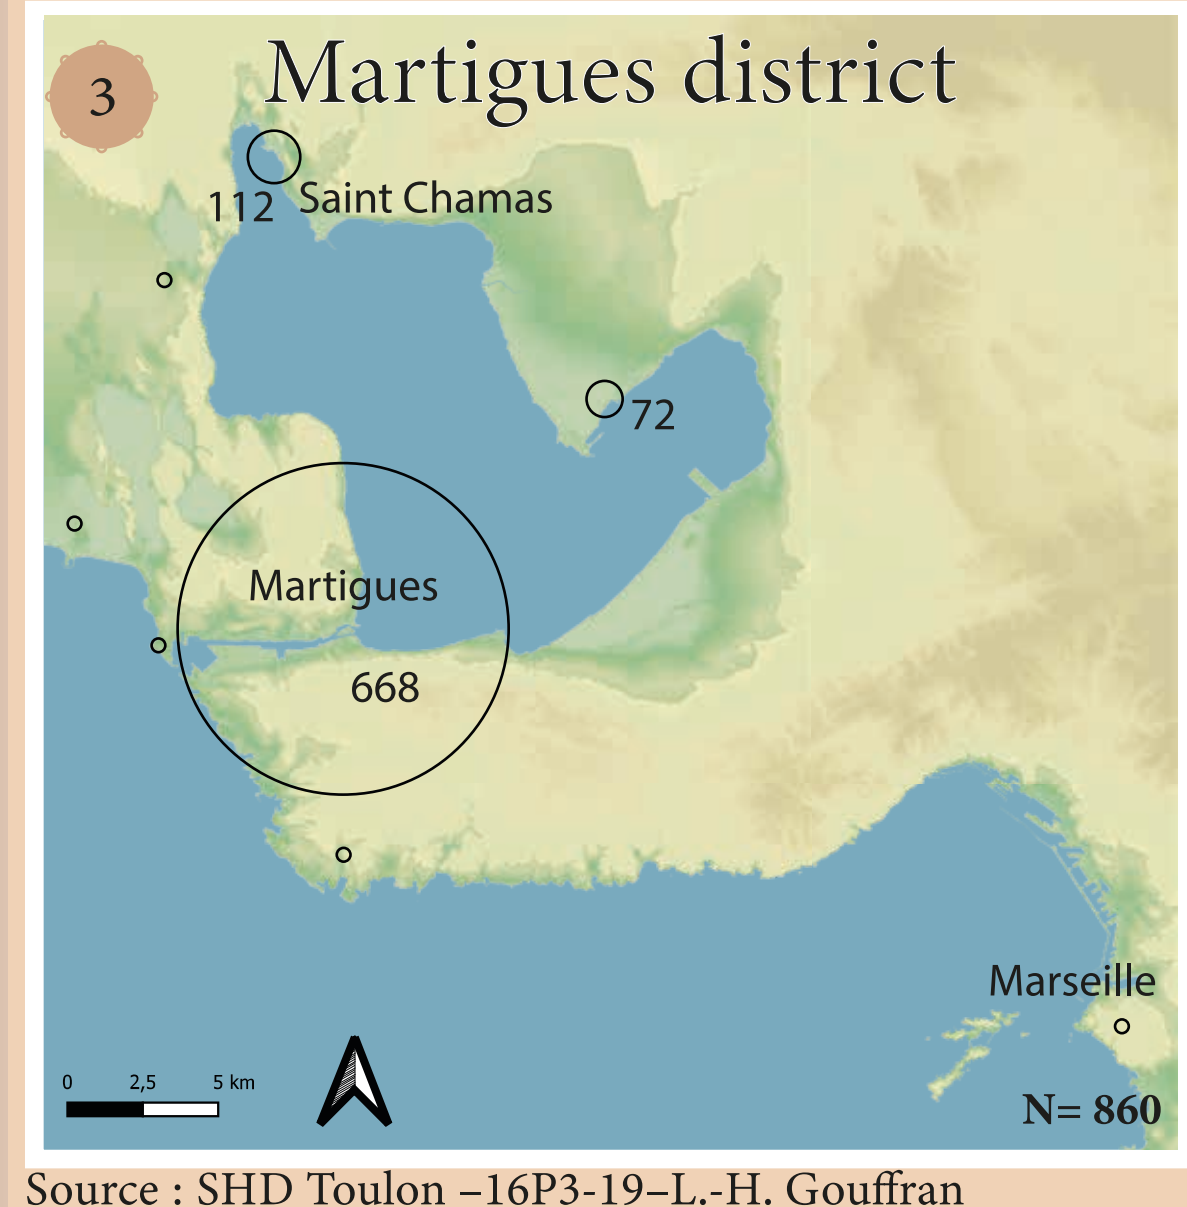 3
Martigues district
112
Saint Chamas
72
Martigues
668
Marseille
0 2,5 5 km
N= 860
Source : SHD Toulon –16P3-19–L.-H. Gouffran